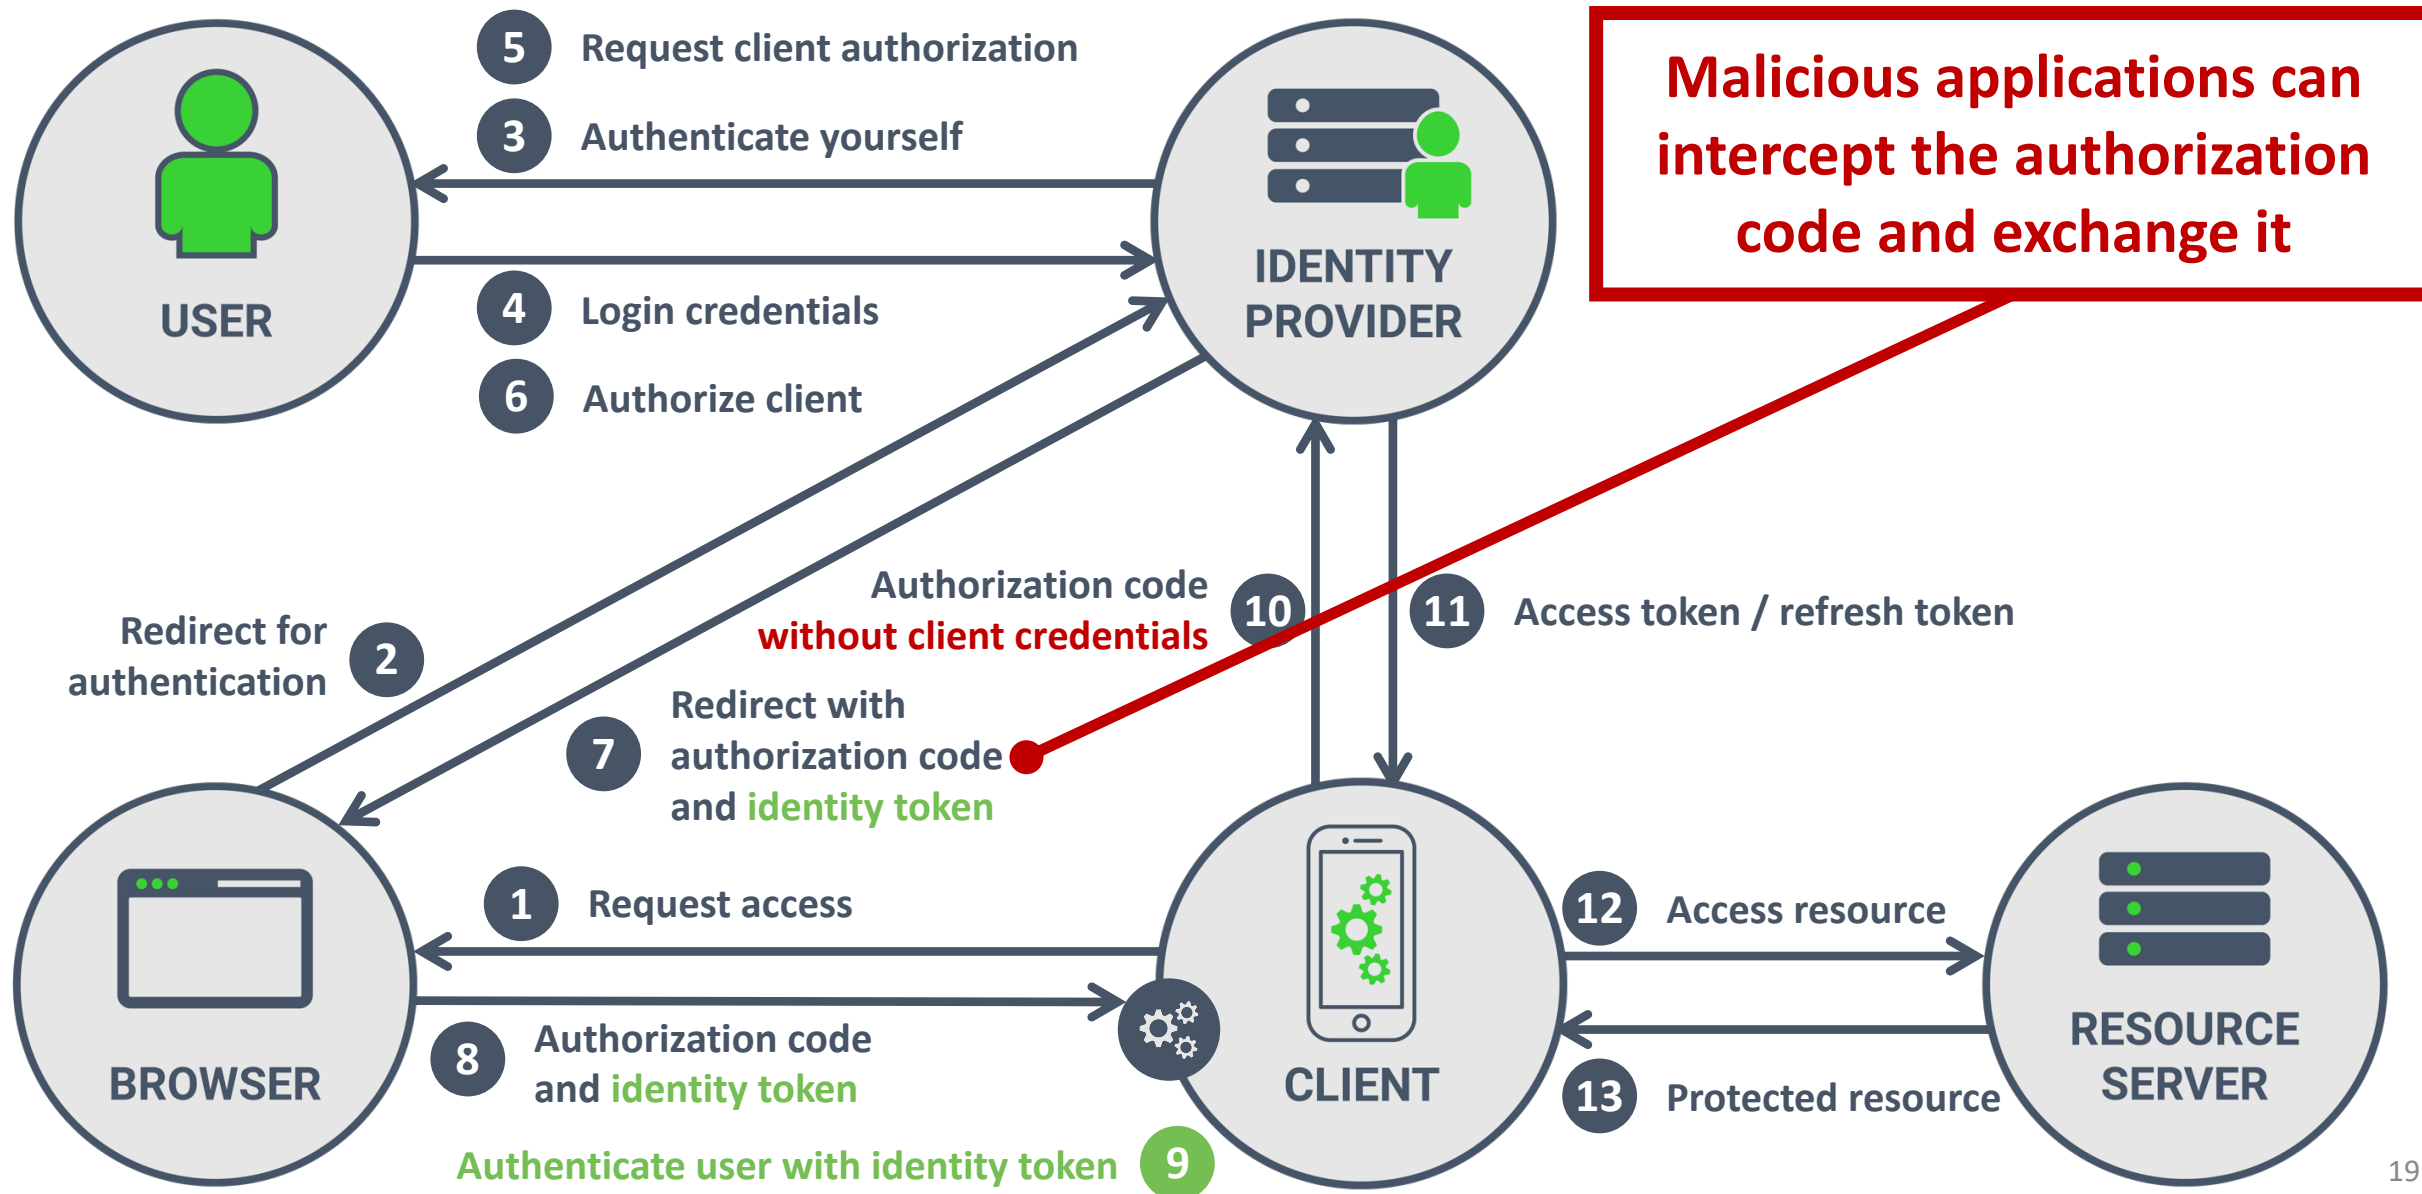 5 Request client authorization
3 Authenticate yourself
4 Login credentials
6 Authorize client
USER
IDENTITY
PROVIDER
Malicious applications can
intercept the authorization
code and exchange it
Redirect for
authentication
2
Authorization code
without client credentials
10
11 Access token / refresh token
7
Redirect with
authorization code
and identity token
1 Request access
8
Authorization code
and identity token
Authenticate user with identity token 9
BROWSER
CLIENT
12 Access resource
13 Protected resource
RESOURCE
SERVER
19